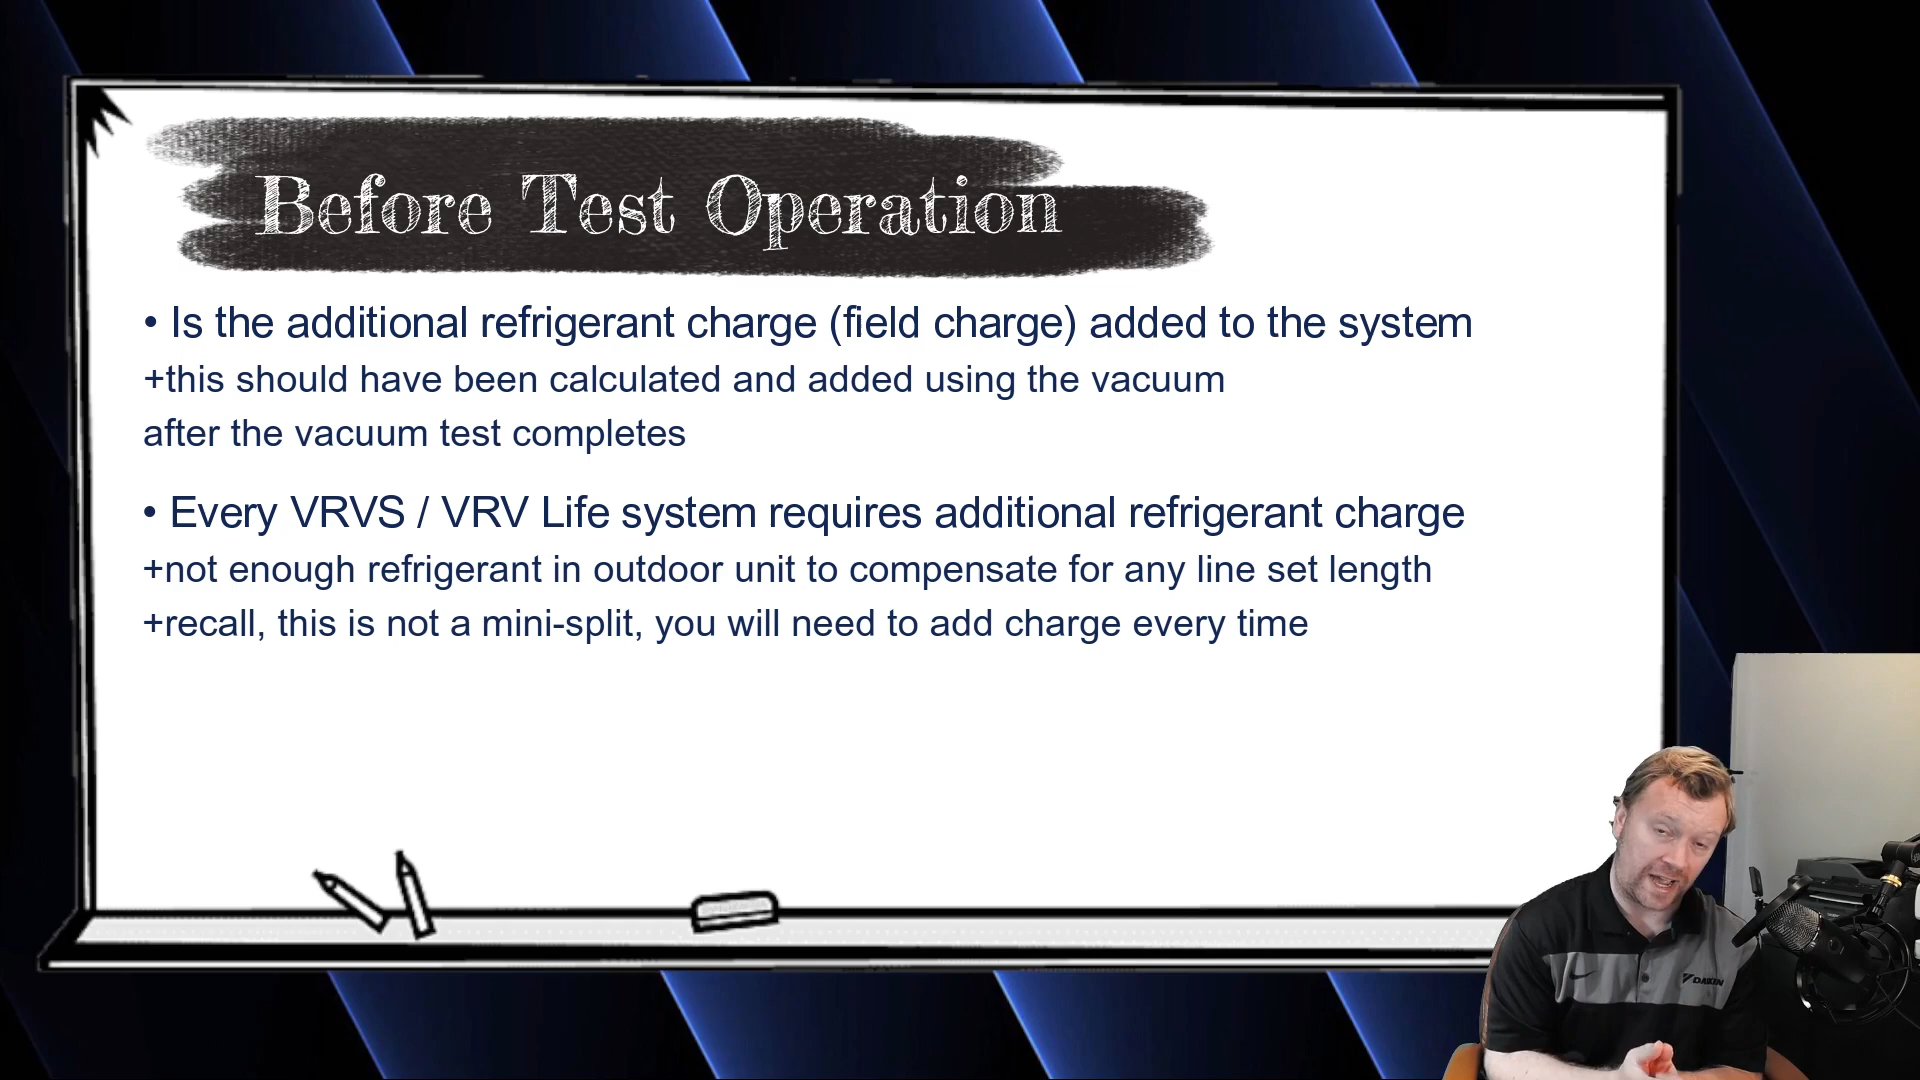 Before Test Operation
• Is the additional refrigerant charge (field charge) added to the system
+this should have been calculated and added using the vacuum
after the vacuum test completes
• Every VRVS / VRV Life system requires additional refrigerant charge
+not enough refrigerant in outdoor unit to compensate for any line set length
+recall, this is not a mini-split, you will need to add charge every time
DAIKIN